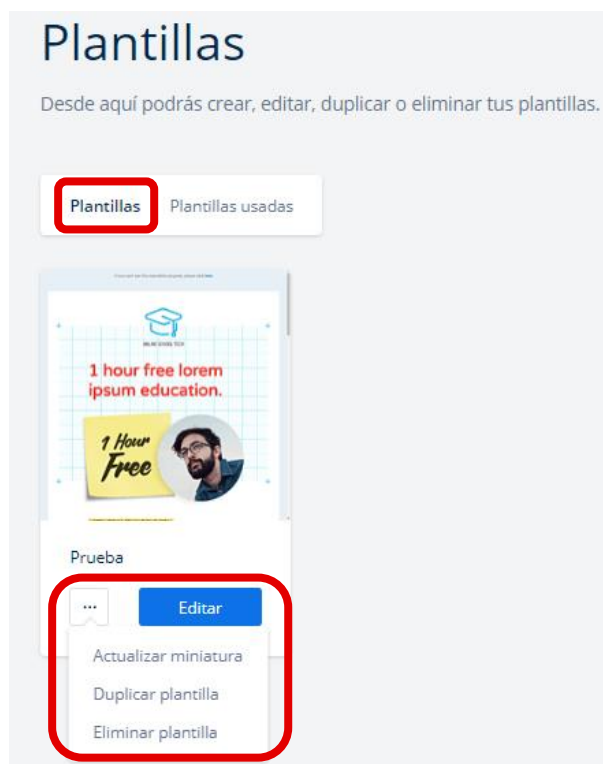 Plantillas
Desde aquí podrás crear, editar, duplicar o eliminar tus plantillas.
Plantillas Plantillas usadas
1 hour free lorem
ipsum education.
1 Hour
Free
Prueba
... Editar
Actualizar miniatura
Duplicar plantilla
Eliminar plantilla